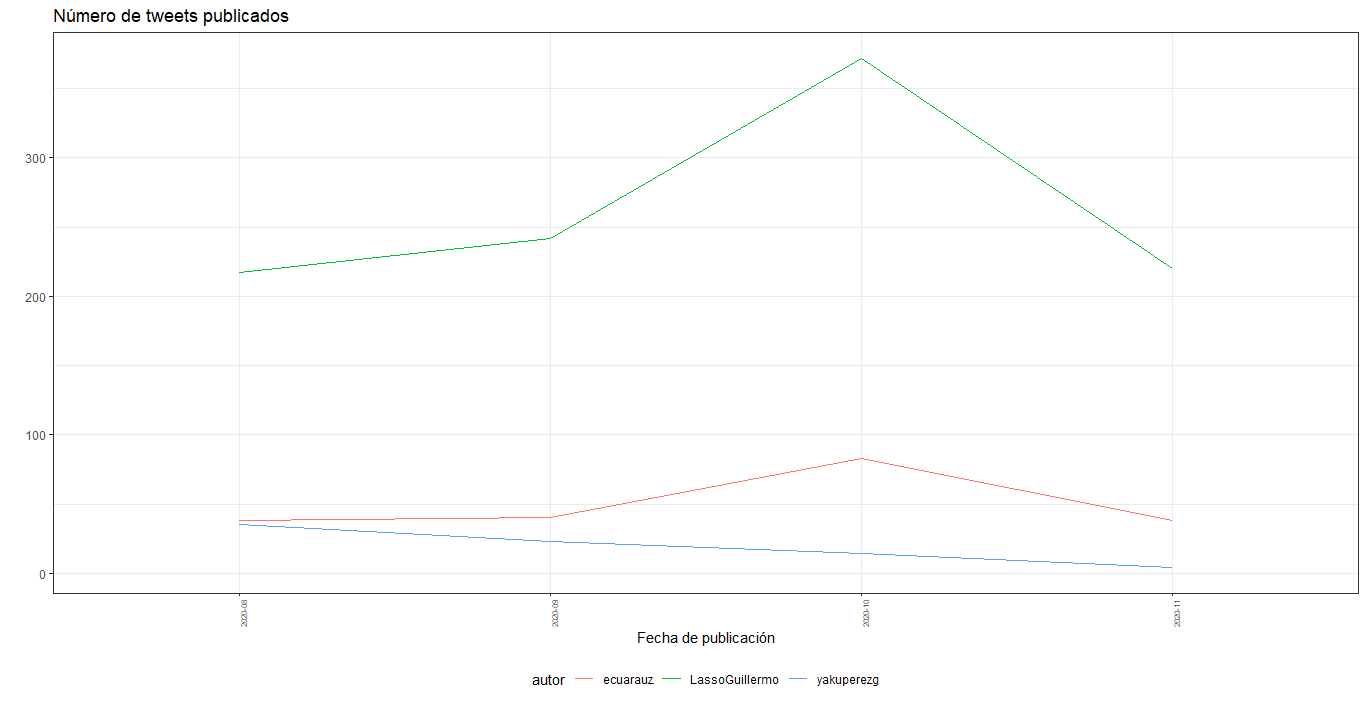 Número de tweets publicados
300
200
100
0
2020-08
2020-09
2020-10
2020-11
Fecha de publicación
autor ecuarauz LassoGuillermo yakuperezg